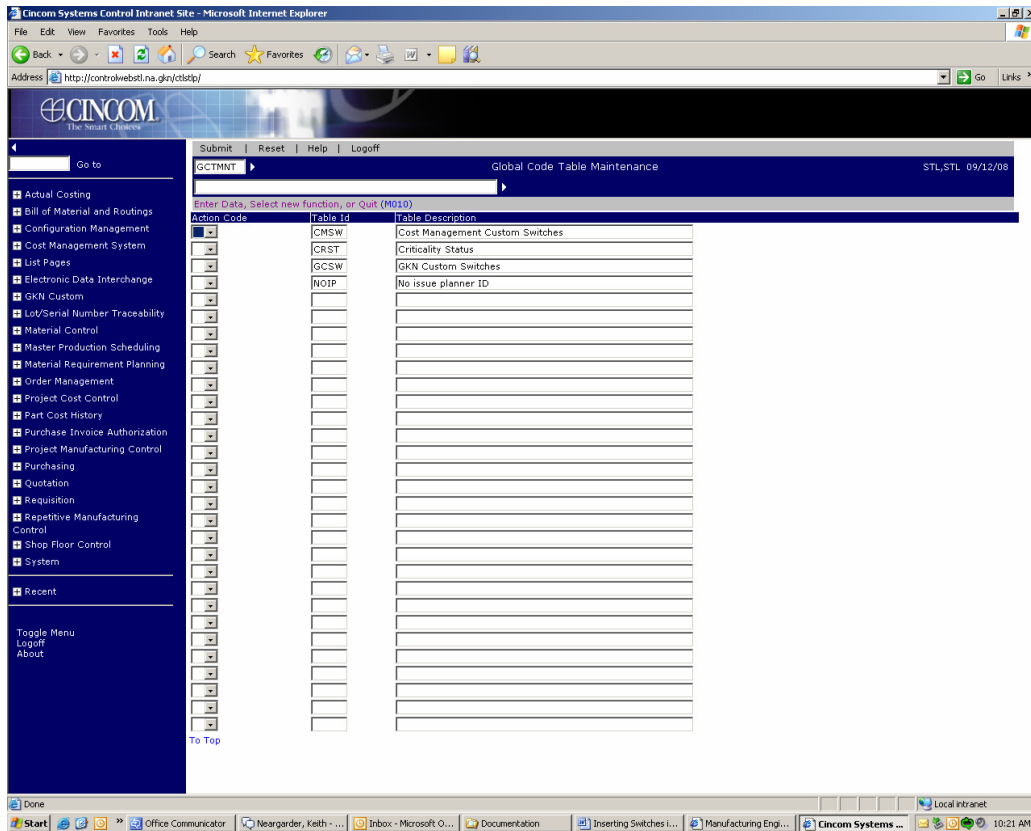 Cincom Systems Control Intranet Site - Microsoft Internet Explorer
File Edit View Favorites Tools Help
Back Search Favorites
Address http://controlwebstl.na.gkn/ctlstlp/ Go Links
CINCOM
The Smart Choices
Submit | Reset | Help | Logoff
Go to
GCTMNT Global Code Table Maintenance STL,STL 09/12/08
Enter Data, Select new function, or Quit (M010)
Action Code Table Id Table Description
CMSW Cost Management Custom Switches
CRST Criticality Status
GCSW GKN Custom Switches
NOIP No issue planner ID
To Top
Actual Costing
Bill of Material and Routings
Configuration Management
Cost Management System
List Pages
Electronic Data Interchange
GKN Custom
Lot/Serial Number Traceability
Material Control
Master Production Scheduling
Material Requirement Planning
Order Management
Project Cost Control
Part Cost History
Purchase Invoice Authorization
Project Manufacturing Control
Purchasing
Quotation
Requisition
Repetitive Manufacturing
Control
Shop Floor Control
System
Recent
Toggle Menu
Logoff
About
Done Local intranet
Start Office Communicator Neargarder, Keith - ... Inbox - Microsoft O... Documentation Inserting Switches i... Manufacturing Engi... Cincom Systems ... 10:21 AM